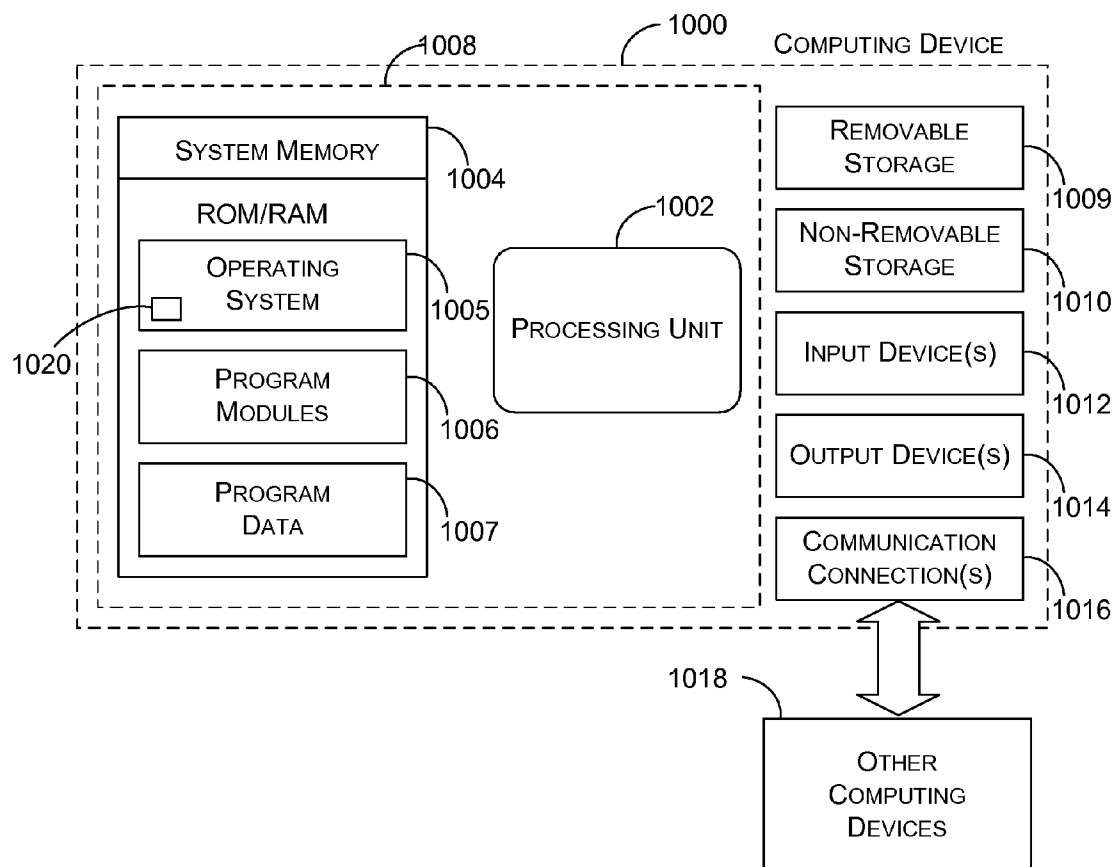 1000
COMPUTING DEVICE
1008
SYSTEM MEMORY
1004
ROM/RAM
OPERATING
SYSTEM
1005
1020
PROGRAM
MODULES
1006
PROGRAM
DATA
1007
1002
PROCESSING UNIT
REMOVABLE
STORAGE
1009
NON-REMOVABLE
STORAGE
1010
INPUT DEVICE(S)
1012
OUTPUT DEVICE(S)
1014
COMMUNICATION
CONNECTION(S)
1016
1018
OTHER
COMPUTING
DEVICES